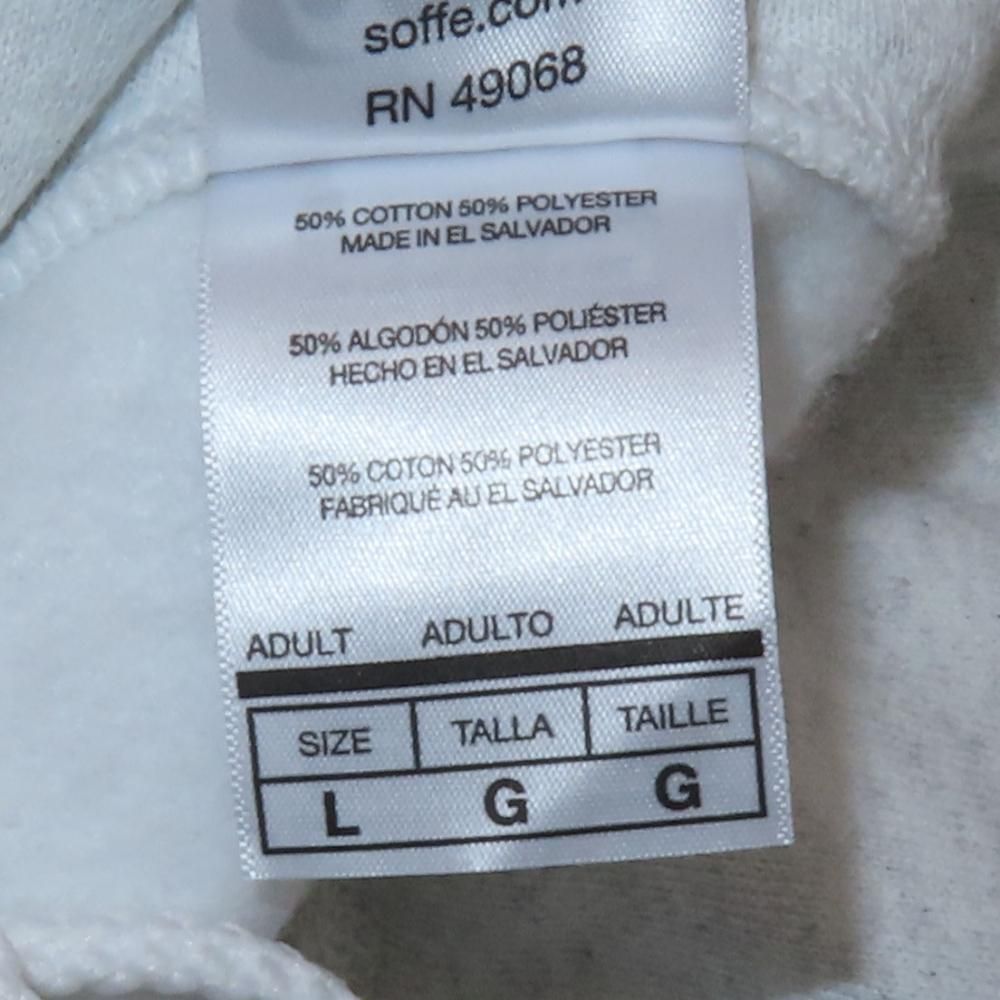 soffe.com
RN 49068
50% COTTON 50% POLYESTER
MADE IN EL SALVADOR
50% ALGODÓN 50% POLIÉSTER
HECHO EN EL SALVADOR
50% COTON 50% POLYESTER
FABRIQUÉ AU EL SALVADOR
ADULT ADULTO ADULTE
SIZE TALLA TAILLE
L G G